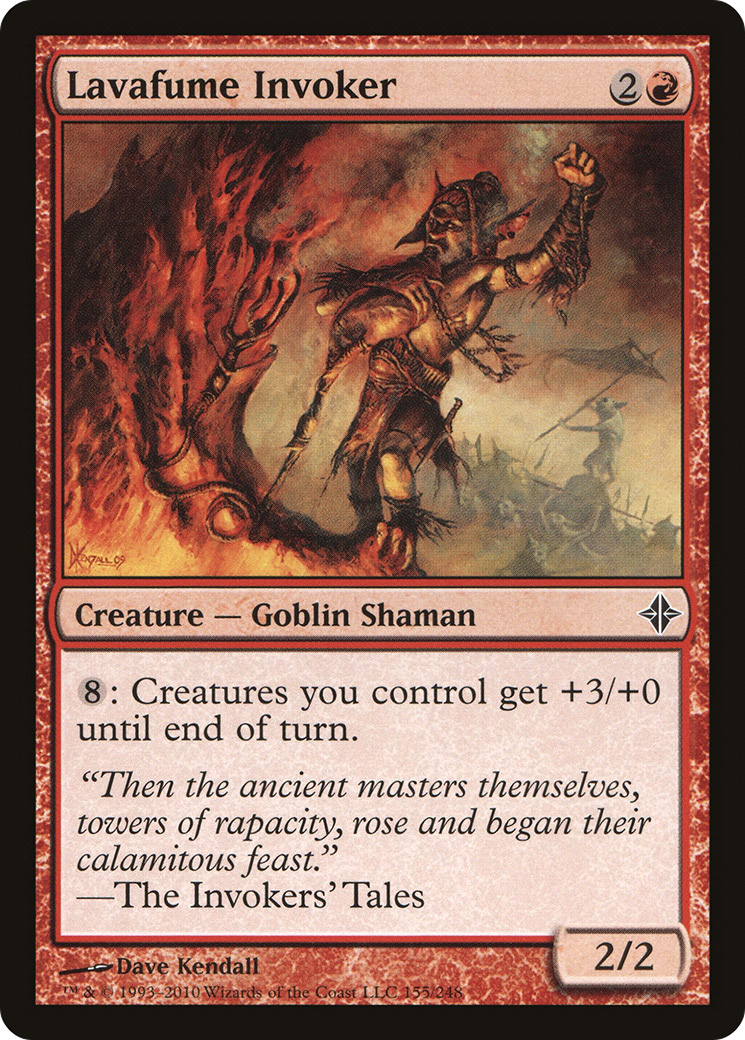 Lavafume Invoker 2
KENDALL 09
Creature — Goblin Shaman
8: Creatures you control get +3/+0
until end of turn.
“Then the ancient masters themselves,
towers of rapacity, rose and began their
calamitous feast.”
—The Invokers’ Tales
2/2
Dave Kendall
™ & © 1993–2010 Wizards of the Coast LLC 155/248